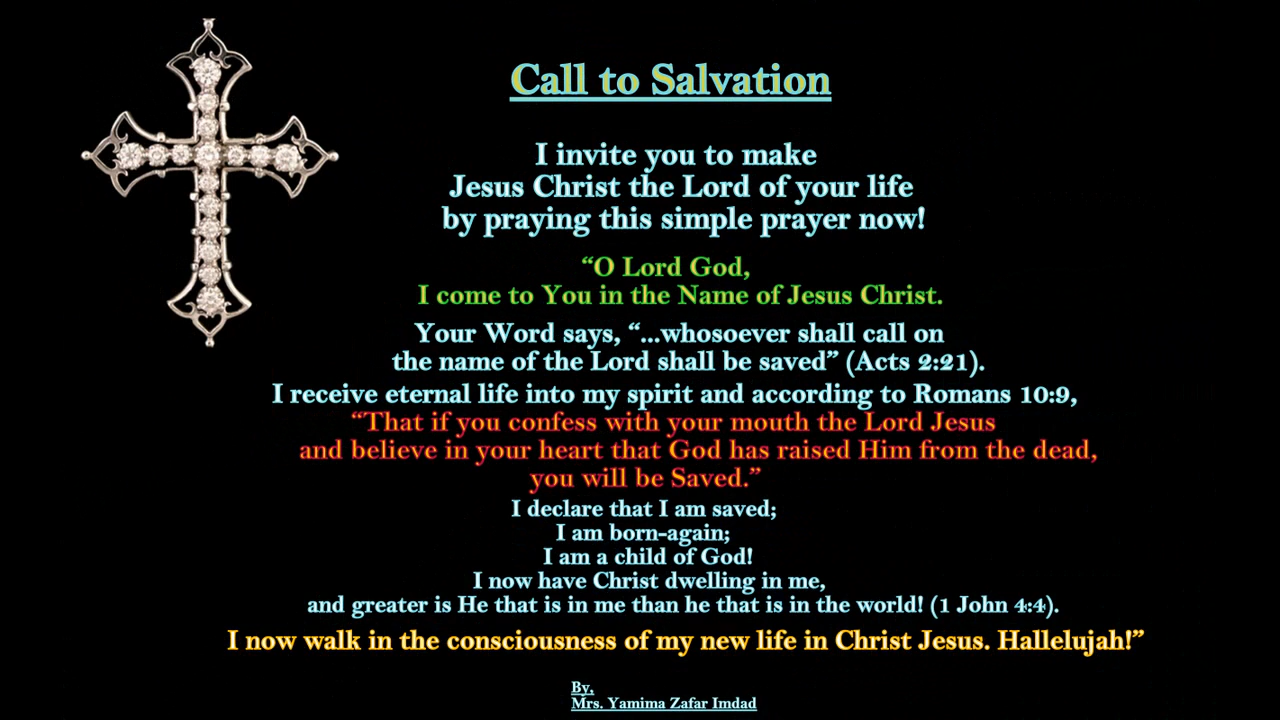 Call to Salvation
I invite you to make
Jesus Christ the Lord of your life
by praying this simple prayer now!
“O Lord God,
I come to You in the Name of Jesus Christ.
Your Word says, “...whosoever shall call on
the name of the Lord shall be saved” (Acts 2:21).
I receive eternal life into my spirit and according to Romans 10:9,
“That if you confess with your mouth the Lord Jesus
and believe in your heart that God has raised Him from the dead,
you will be Saved.”
I declare that I am saved;
I am born-again;
I am a child of God!
I now have Christ dwelling in me,
and greater is He that is in me than he that is in the world! (1 John 4:4).
I now walk in the consciousness of my new life in Christ Jesus. Hallelujah!”
By,
Mrs. Yamima Zafar Imdad